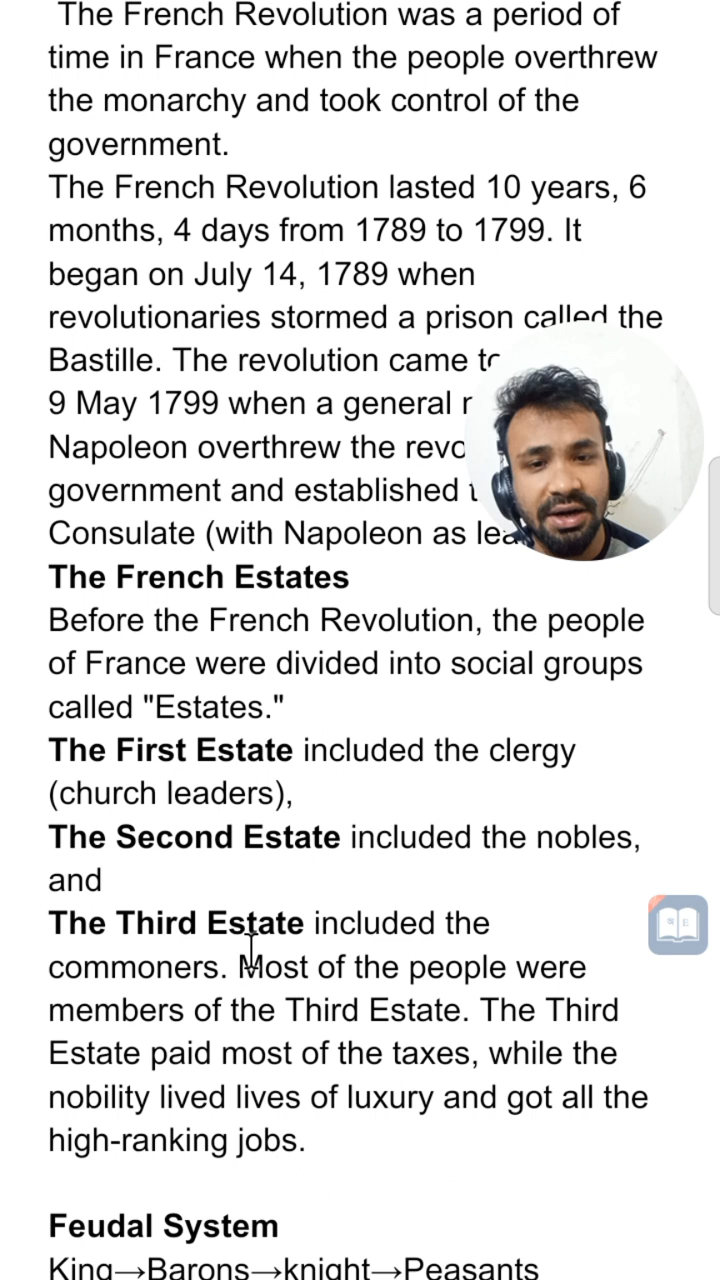 The French Revolution was a period of
time in France when the people overthrew
the monarchy and took control of the
government.
The French Revolution lasted 10 years, 6
months, 4 days from 1789 to 1799. It
began on July 14, 1789 when
revolutionaries stormed a prison called the
Bastille. The revolution came
9 May 1799 when a general
Napoleon overthrew the
government and established
Consulate (with Napoleon as
The French Estates
Before the French Revolution, the people
of France were divided into social groups
called "Estates."
The First Estate included the clergy
(church leaders),
The Second Estate included the nobles,
and
The Third Estate included the
commoners. Most of the people were
members of the Third Estate. The Third
Estate paid most of the taxes, while the
nobility lived lives of luxury and got all the
high-ranking jobs.
Feudal System
King→Barons→knight→Peasants